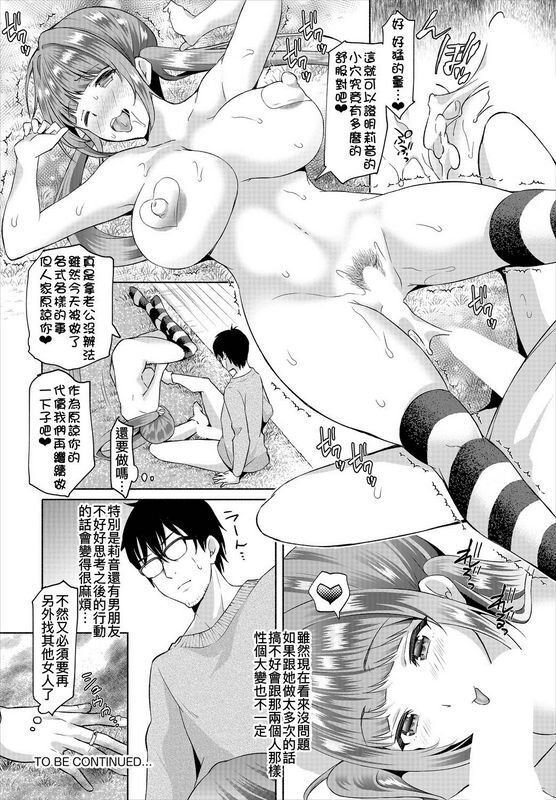 好 好猛的量…♥
這就可以證明莉音的
小穴究竟有多麼的
舒服對吧♥
真是拿老公沒辦法
雖然今天被做了
各式各樣的事
但人家原諒你♥
作為原諒你的
代價我們再繼續做
一下子吧♥
還要做嗎…
雖然現在看來沒問題
如果跟她做太多次的話
搞不好會跟那兩個人那樣
性個大變也不一定
特別是莉音還有男朋友
不好好思考之後的行動
的話會變得很麻煩…
不然又必須要再
另外找其他女人了
TO BE CONTINUED...